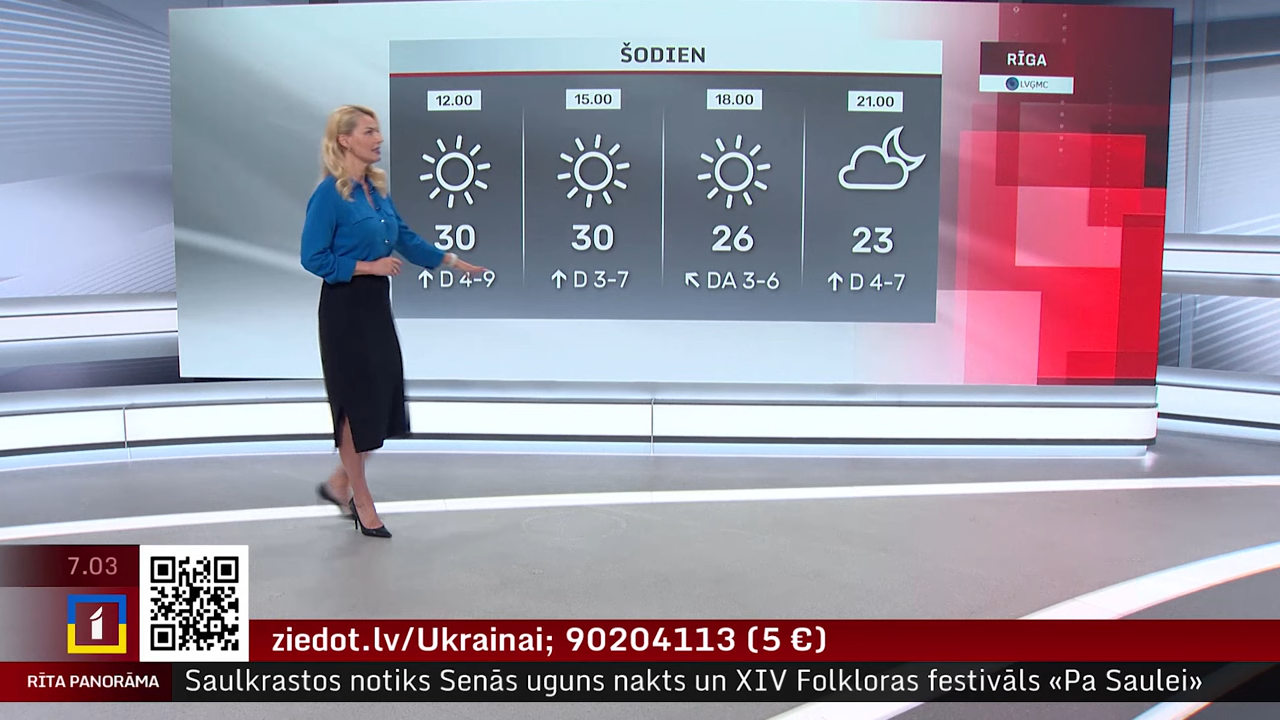 ŠODIEN
RĪGA
LVĢMC
12.00
15.00
18.00
21.00
30
30
26
23
D 4-9
D 3-7
DA 3-6
D 4-7
7.03
1
ziedot.lv/Ukrainai; 90204113 (5 €)
RĪTA PANORĀMA
Saulkrastos notiks Senās uguns nakts un XIV Folkloras festivāls «Pa Saulei»